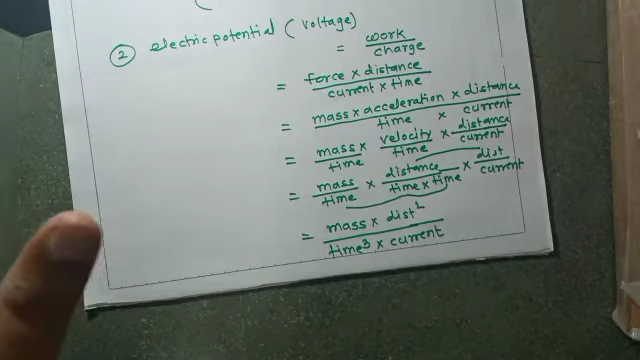 2 electric potential (voltage)
= work / charge
= force × distance / current × time
= mass × acceleration × distance / time × current
= mass × / time velocity / time × distance / current
= mass / time × distance / time × time × dist / current
= mass × dist² / time³ × current